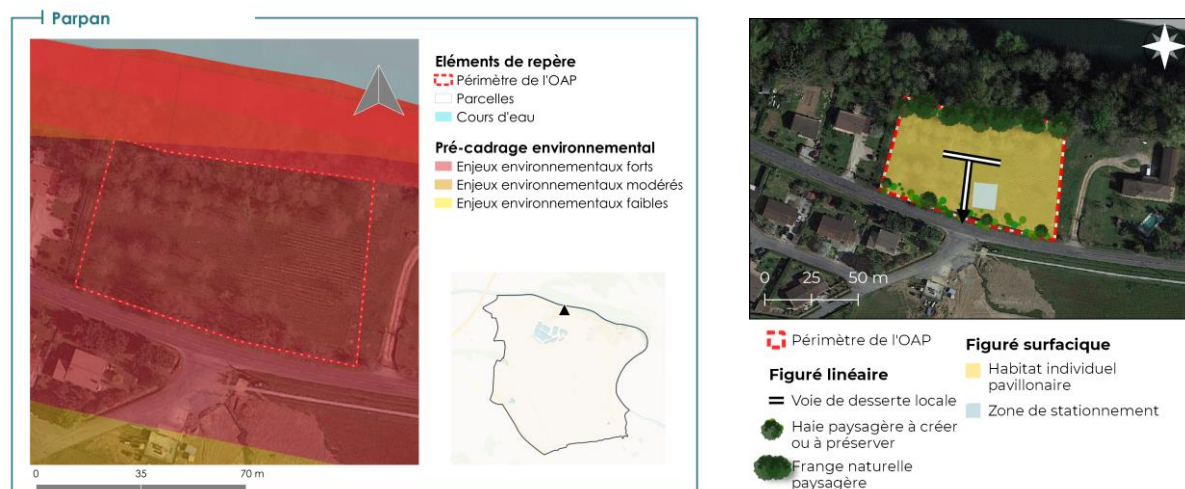 Parpan
Eléments de repère
Périmètre de l'OAP
Parcelles
Cours d'eau
Pré-cadrage environnemental
Enjeux environnementaux forts
Enjeux environnementaux modérés
Enjeux environnementaux faibles
0 35 70 m
0 25 50 m
Périmètre de l'OAP
Figuré linéaire
Voie de desserte locale
Haie paysagère à créer
ou à préserver
Frange naturelle
paysagère
Figuré surfacique
Habitat individuel
pavillonaire
Zone de stationnement